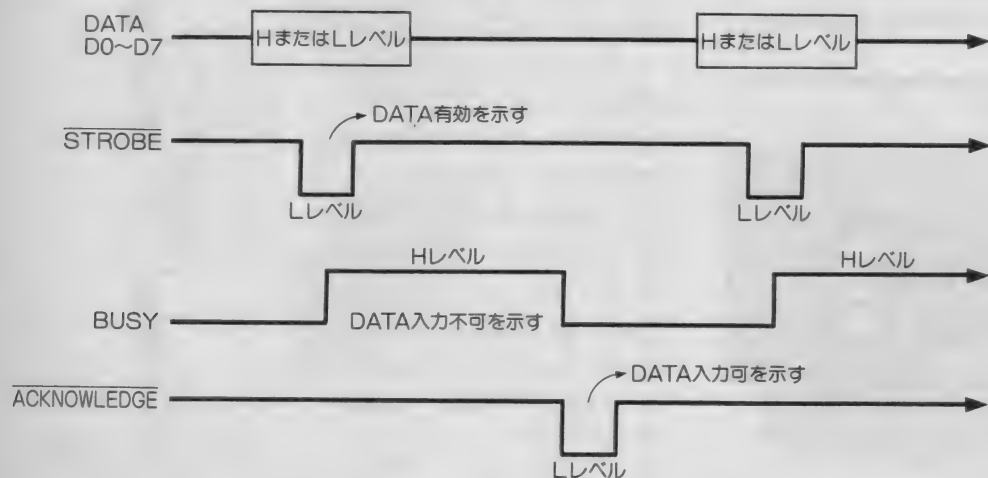 DATA
D0~D7
HまたはLレベル
HまたはLレベル
STROBE
DATA有効を示す
Lレベル
Lレベル
BUSY
Hレベル
DATA入力不可を示す
Hレベル
ACKNOWLEDGE
DATA入力可を示す
Lレベル